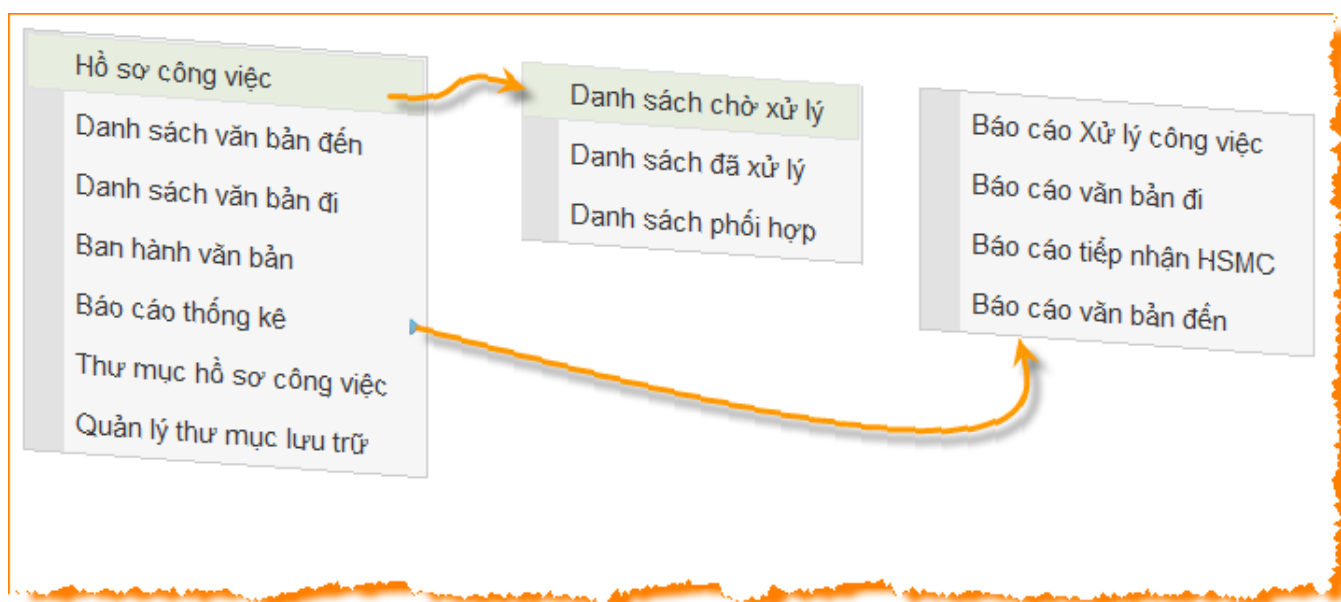 Hồ sơ công việc
Danh sách văn bản đến
Danh sách văn bản đi
Ban hành văn bản
Báo cáo thống kê
Thư mục hồ sơ công việc
Quản lý thư mục lưu trữ
Danh sách chờ xử lý
Danh sách đã xử lý
Danh sách phối hợp
Báo cáo Xử lý công việc
Báo cáo văn bản đi
Báo cáo tiếp nhận HSMC
Báo cáo văn bản đến